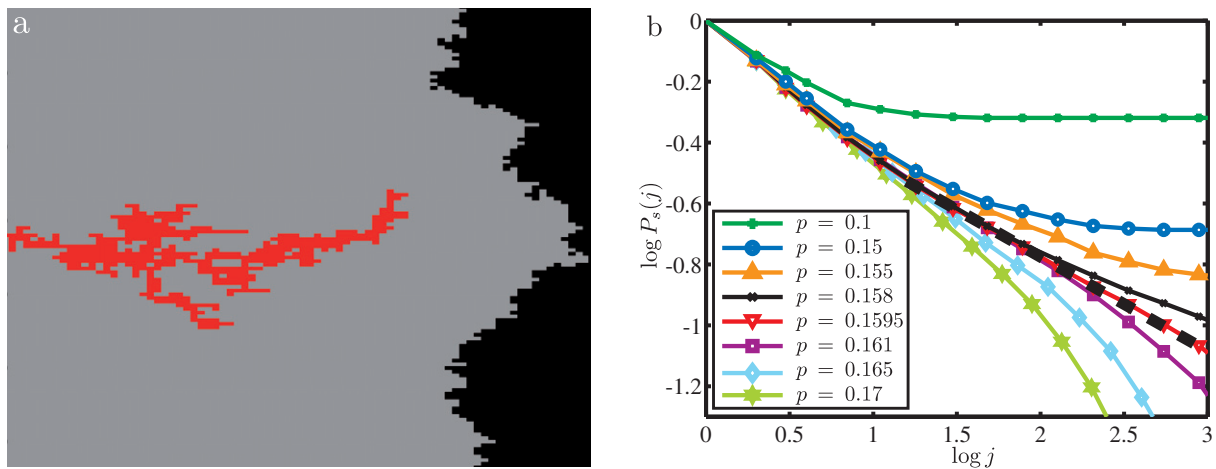 a
b
0
-0.2
-0.4
-0.6
-0.8
-1
-1.2
log P_s(j)
p = 0.1
p = 0.15
p = 0.155
p = 0.158
p = 0.1595
p = 0.161
p = 0.165
p = 0.17
0 0.5 1 1.5 2 2.5 3
log j